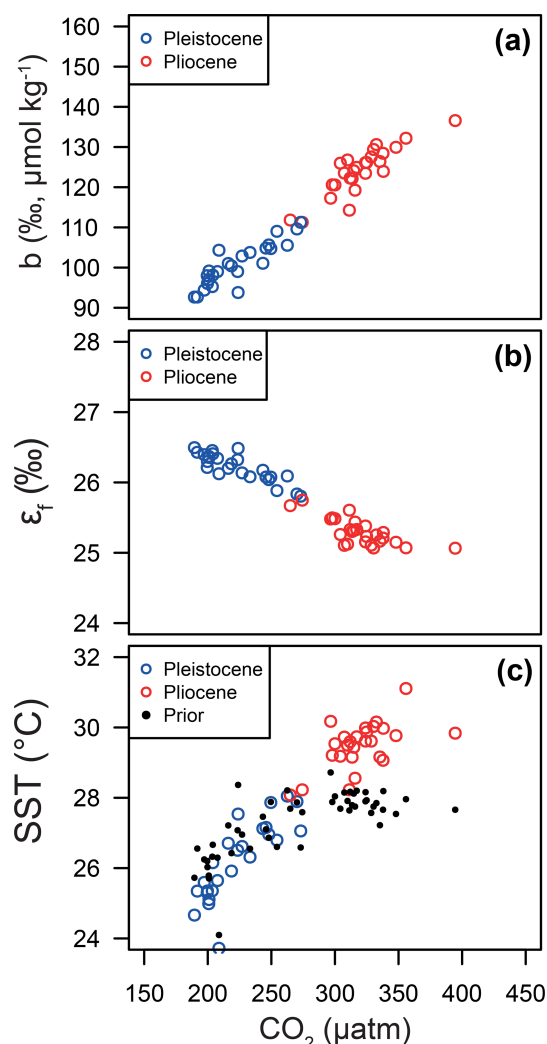 (a)
Pleistocene
Pliocene
b (‰, μmol kg⁻¹)
160
150
140
130
120
110
100
90
(b)
Pleistocene
Pliocene
εf (‰)
28
27
26
25
24
(c)
Pleistocene
Pliocene
Prior
SST (°C)
32
30
28
26
24
150 200 250 300 350 400 450
CO₂ (μatm)